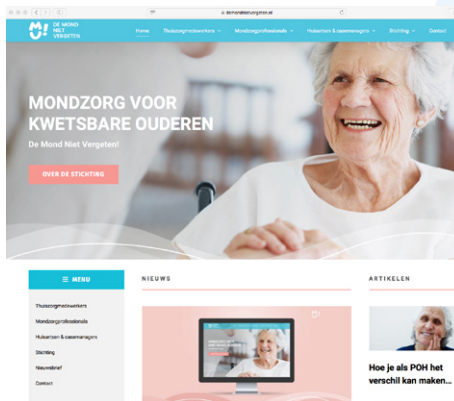 demondnietvergeten.nl
DE MOND
NIET
VERGETEN
Home Thuiszorgmedewerkers Mondzorgprofessionals Huisartsen & casemanagers Stichting Contact
MONDZORG VOOR
KWETSBARE OUDEREN
De Mond Niet Vergeten!
OVER DE STICHTING
MENU
Thuiszorgmedewerkers
Mondzorgprofessionals
Huisartsen & casemanagers
Stichting
Nieuwsbrief
Contact
NIEUWS
ARTIKELEN
Hoe je als POH het
verschil kan maken...